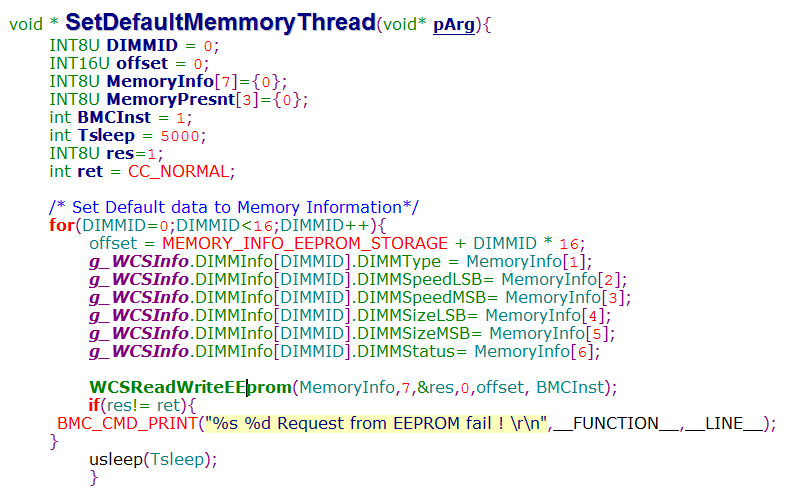 void * SetDefaultMemmoryThread(void* pArg){
INT8U DIMMID = 0;
INT16U offset = 0;
INT8U MemoryInfo[7]={0};
INT8U MemoryPresnt[3]={0};
int BMCInst = 1;
int Tsleep = 5000;
INT8U res=1;
int ret = CC_NORMAL;
/* Set Default data to Memory Information*/
for(DIMMID=0;DIMMID<16;DIMMID++){
offset = MEMORY_INFO_EEPROM_STORAGE + DIMMID * 16;
g_WCSInfo.DIMMInfo[DIMMID].DIMMType = MemoryInfo[1];
g_WCSInfo.DIMMInfo[DIMMID].DIMMSpeedLSB= MemoryInfo[2];
g_WCSInfo.DIMMInfo[DIMMID].DIMMSpeedMSB= MemoryInfo[3];
g_WCSInfo.DIMMInfo[DIMMID].DIMMSizeLSB= MemoryInfo[4];
g_WCSInfo.DIMMInfo[DIMMID].DIMMSizeMSB= MemoryInfo[5];
g_WCSInfo.DIMMInfo[DIMMID].DIMMStatus= MemoryInfo[6];
WCSReadWriteEEprom(MemoryInfo,7,&res,0,offset, BMCInst);
if(res!= ret){
BMC_CMD_PRINT("%s %d Request from EEPROM fail ! \r\n",__FUNCTION__,__LINE__);
}
usleep(Tsleep);
}